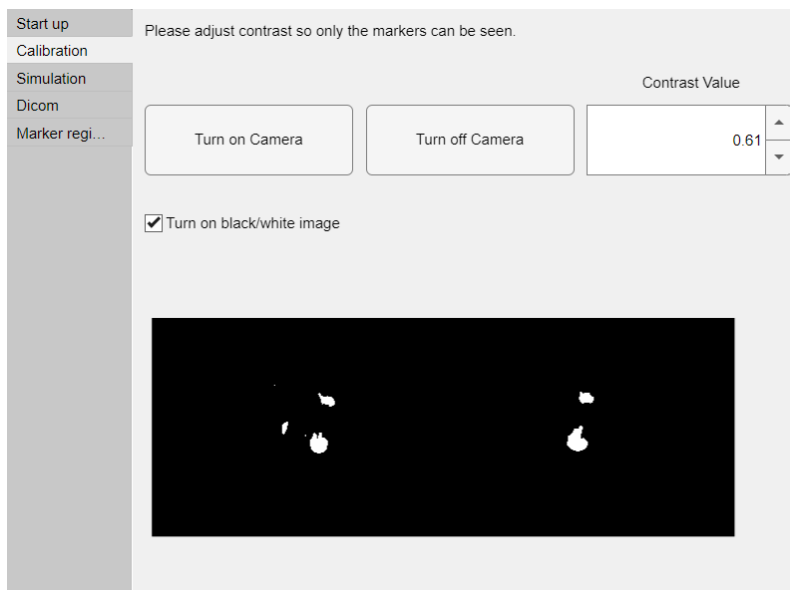 Start up
Calibration
Simulation
Dicom
Marker regi...
Please adjust contrast so only the markers can be seen.
Contrast Value
Turn on Camera
Turn off Camera
0.61
Turn on black/white image